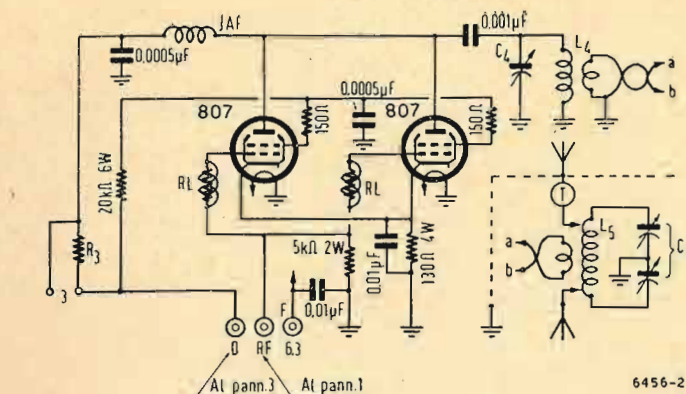 JAF
0,001µF
0,0005µF
C4
L4
a
b
807
0,0005µF
807
150Ω
150Ω
RL
RL
20kΩ 6W
T
L5
a
b
C
R3
5kΩ 2W
0.01µF
130Ω 4W
3
F
0,01µF
0 RF 6.3
Al pann.3 Al pann.1
6456-2